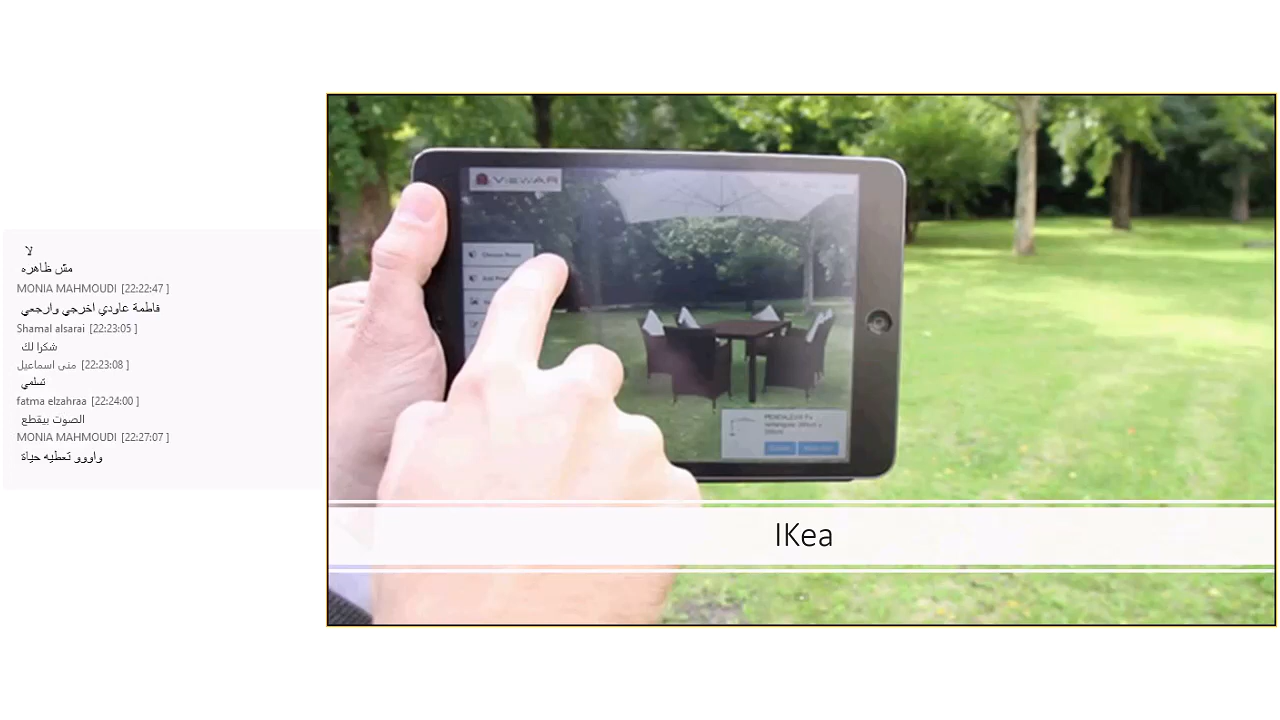 لا
مش ظاهره
MONIA MAHMOUDI [22:22:47 ]
فاطمة عاودي اخرجي وارجعي
Shamal alsarai [22:23:05 ]
شكرا لك
منى اسماعيل [22:23:08 ]
تسلمي
fatma elzahraa [22:24:00 ]
الصوت بيقطع
MONIA MAHMOUDI [22:27:07 ]
واووو تعطيه حياة
VIEWAR
Choose Room
IKea